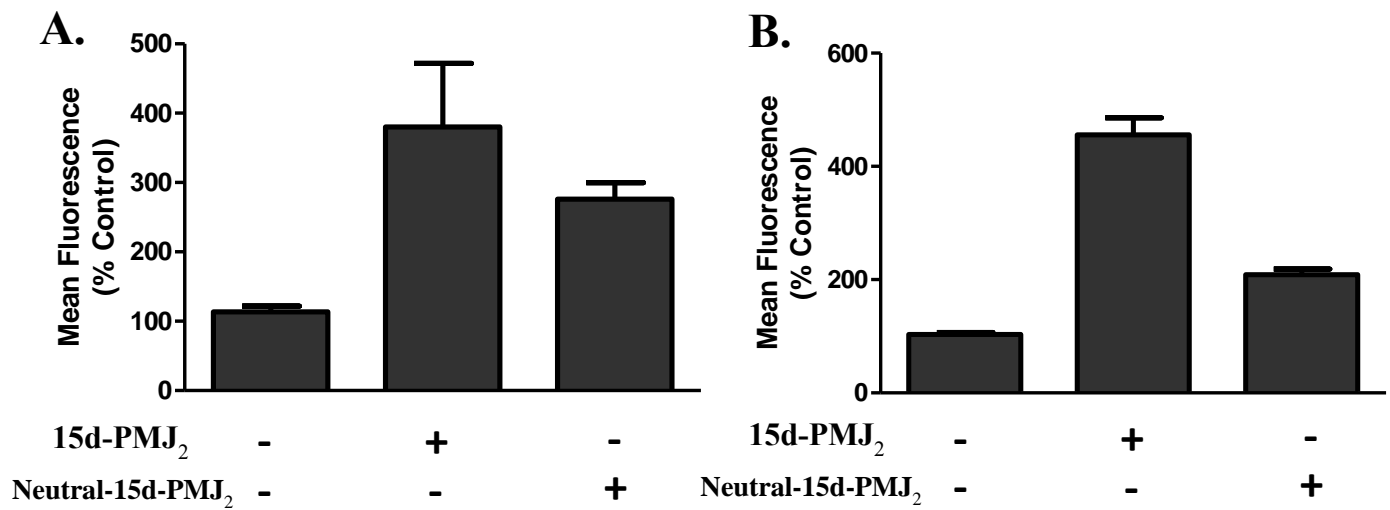 A.
Mean Fluorescence
(% Control)
500
400
300
200
100
0
15d-PMJ₂ - + -
Neutral-15d-PMJ₂ - - +
B.
Mean Fluorescence
(% Control)
600
400
200
0
15d-PMJ₂ - + -
Neutral-15d-PMJ₂ - - +